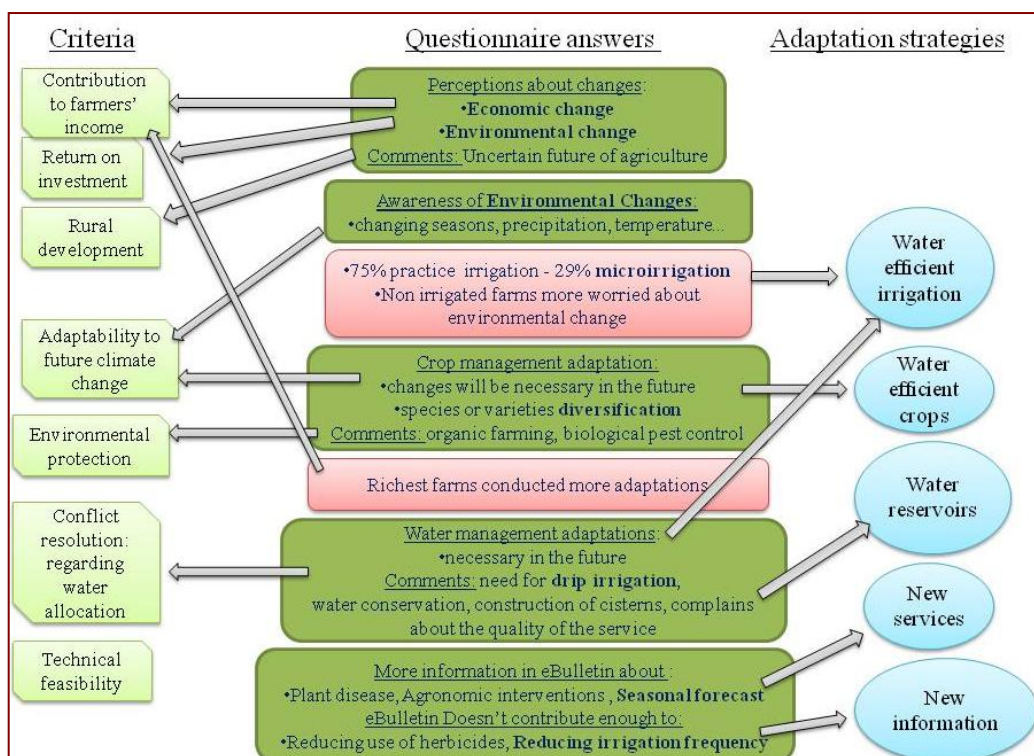 Criteria
Contribution
to farmers'
income
Return on
investment
Rural
development
Adaptability to
future climate
change
Environmental
protection
Conflict
resolution:
regarding
water
allocation
Technical
feasibility
Questionnaire answers
Perceptions about changes:
•Economic change
•Environmental change
Comments: Uncertain future of agriculture
Awareness of Environmental Changes:
•changing seasons, precipitation, temperature...
•75% practice irrigation - 29% microirrigation
•Non irrigated farms more worried about
environmental change
Crop management adaptation:
•changes will be necessary in the future
•species or varieties diversification
Comments: organic farming, biological pest control
Richest farms conducted more adaptations
Water management adaptations:
•necessary in the future
Comments: need for drip irrigation,
water conservation, construction of cisterns, complains
about the quality of the service
More information in eBulletin about :
•Plant disease, Agronomic interventions , Seasonal forecast
eBulletin Doesn't contribute enough to:
•Reducing use of herbicides, Reducing irrigation frequency
Adaptation strategies
Water
efficient
irrigation
Water
efficient
crops
Water
reservoirs
New
services
New
information